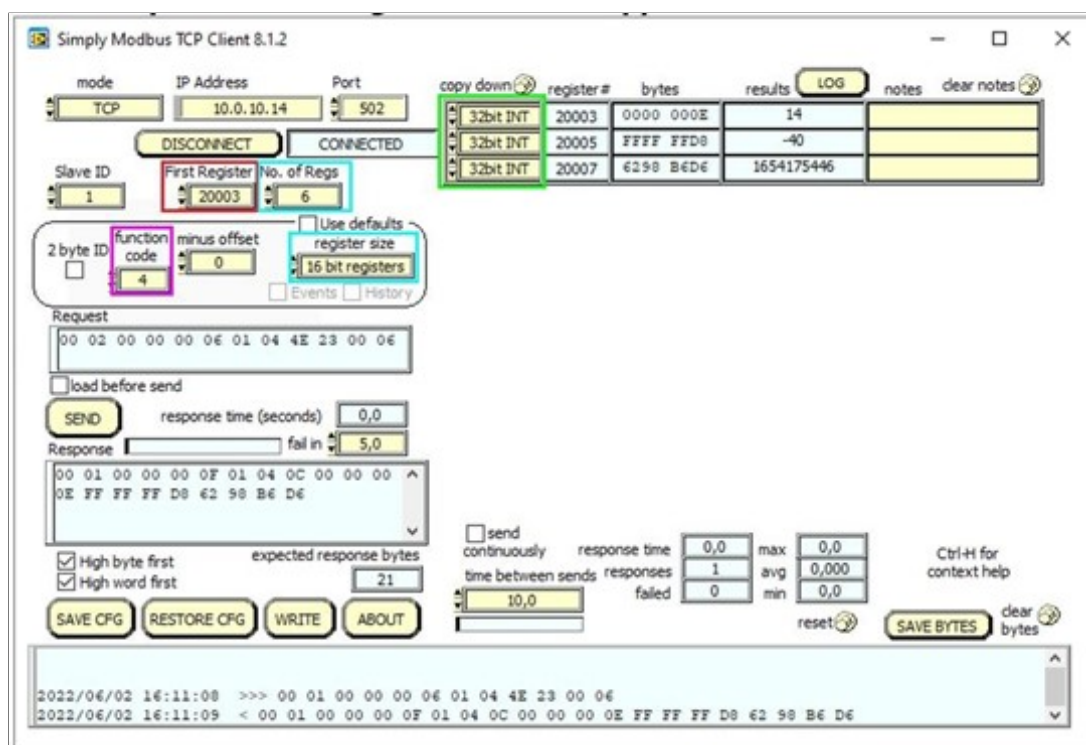 Simply Modbus TCP Client 8.1.2
mode IP Address Port
TCP 10.0.10.14 502
DISCONNECT CONNECTED
Slave ID First Register No. of Regs
1 20003 6
Use defaults
2 byte ID function code minus offset register size
4 0 16 bit registers
Events History
Request
00 02 00 00 00 06 01 04 4E 23 00 06
load before send
SEND response time (seconds) 0,0
Response fail in 5,0
00 01 00 00 00 0F 01 04 0C 00 00 00
0E FF FF FF D8 62 98 B6 D6
High byte first expected response bytes
High word first 21
SAVE CFG RESTORE CFG WRITE ABOUT
copy down register# bytes results LOG notes clear notes
32bit INT 20003 0000 000E 14
32bit INT 20005 FFFF FFD8 -40
32bit INT 20007 6298 B6D6 1654175446
send continuously response time 0,0 max 0,0
time between sends responses 1 avg 0,000
10,0 failed 0 min 0,0
reset
Ctrl-H for
context help
SAVE BYTES clear bytes
2022/06/02 16:11:08 >>> 00 01 00 00 00 06 01 04 4E 23 00 06
2022/06/02 16:11:09 < 00 01 00 00 00 0F 01 04 0C 00 00 00 0E FF FF FF D8 62 98 B6 D6